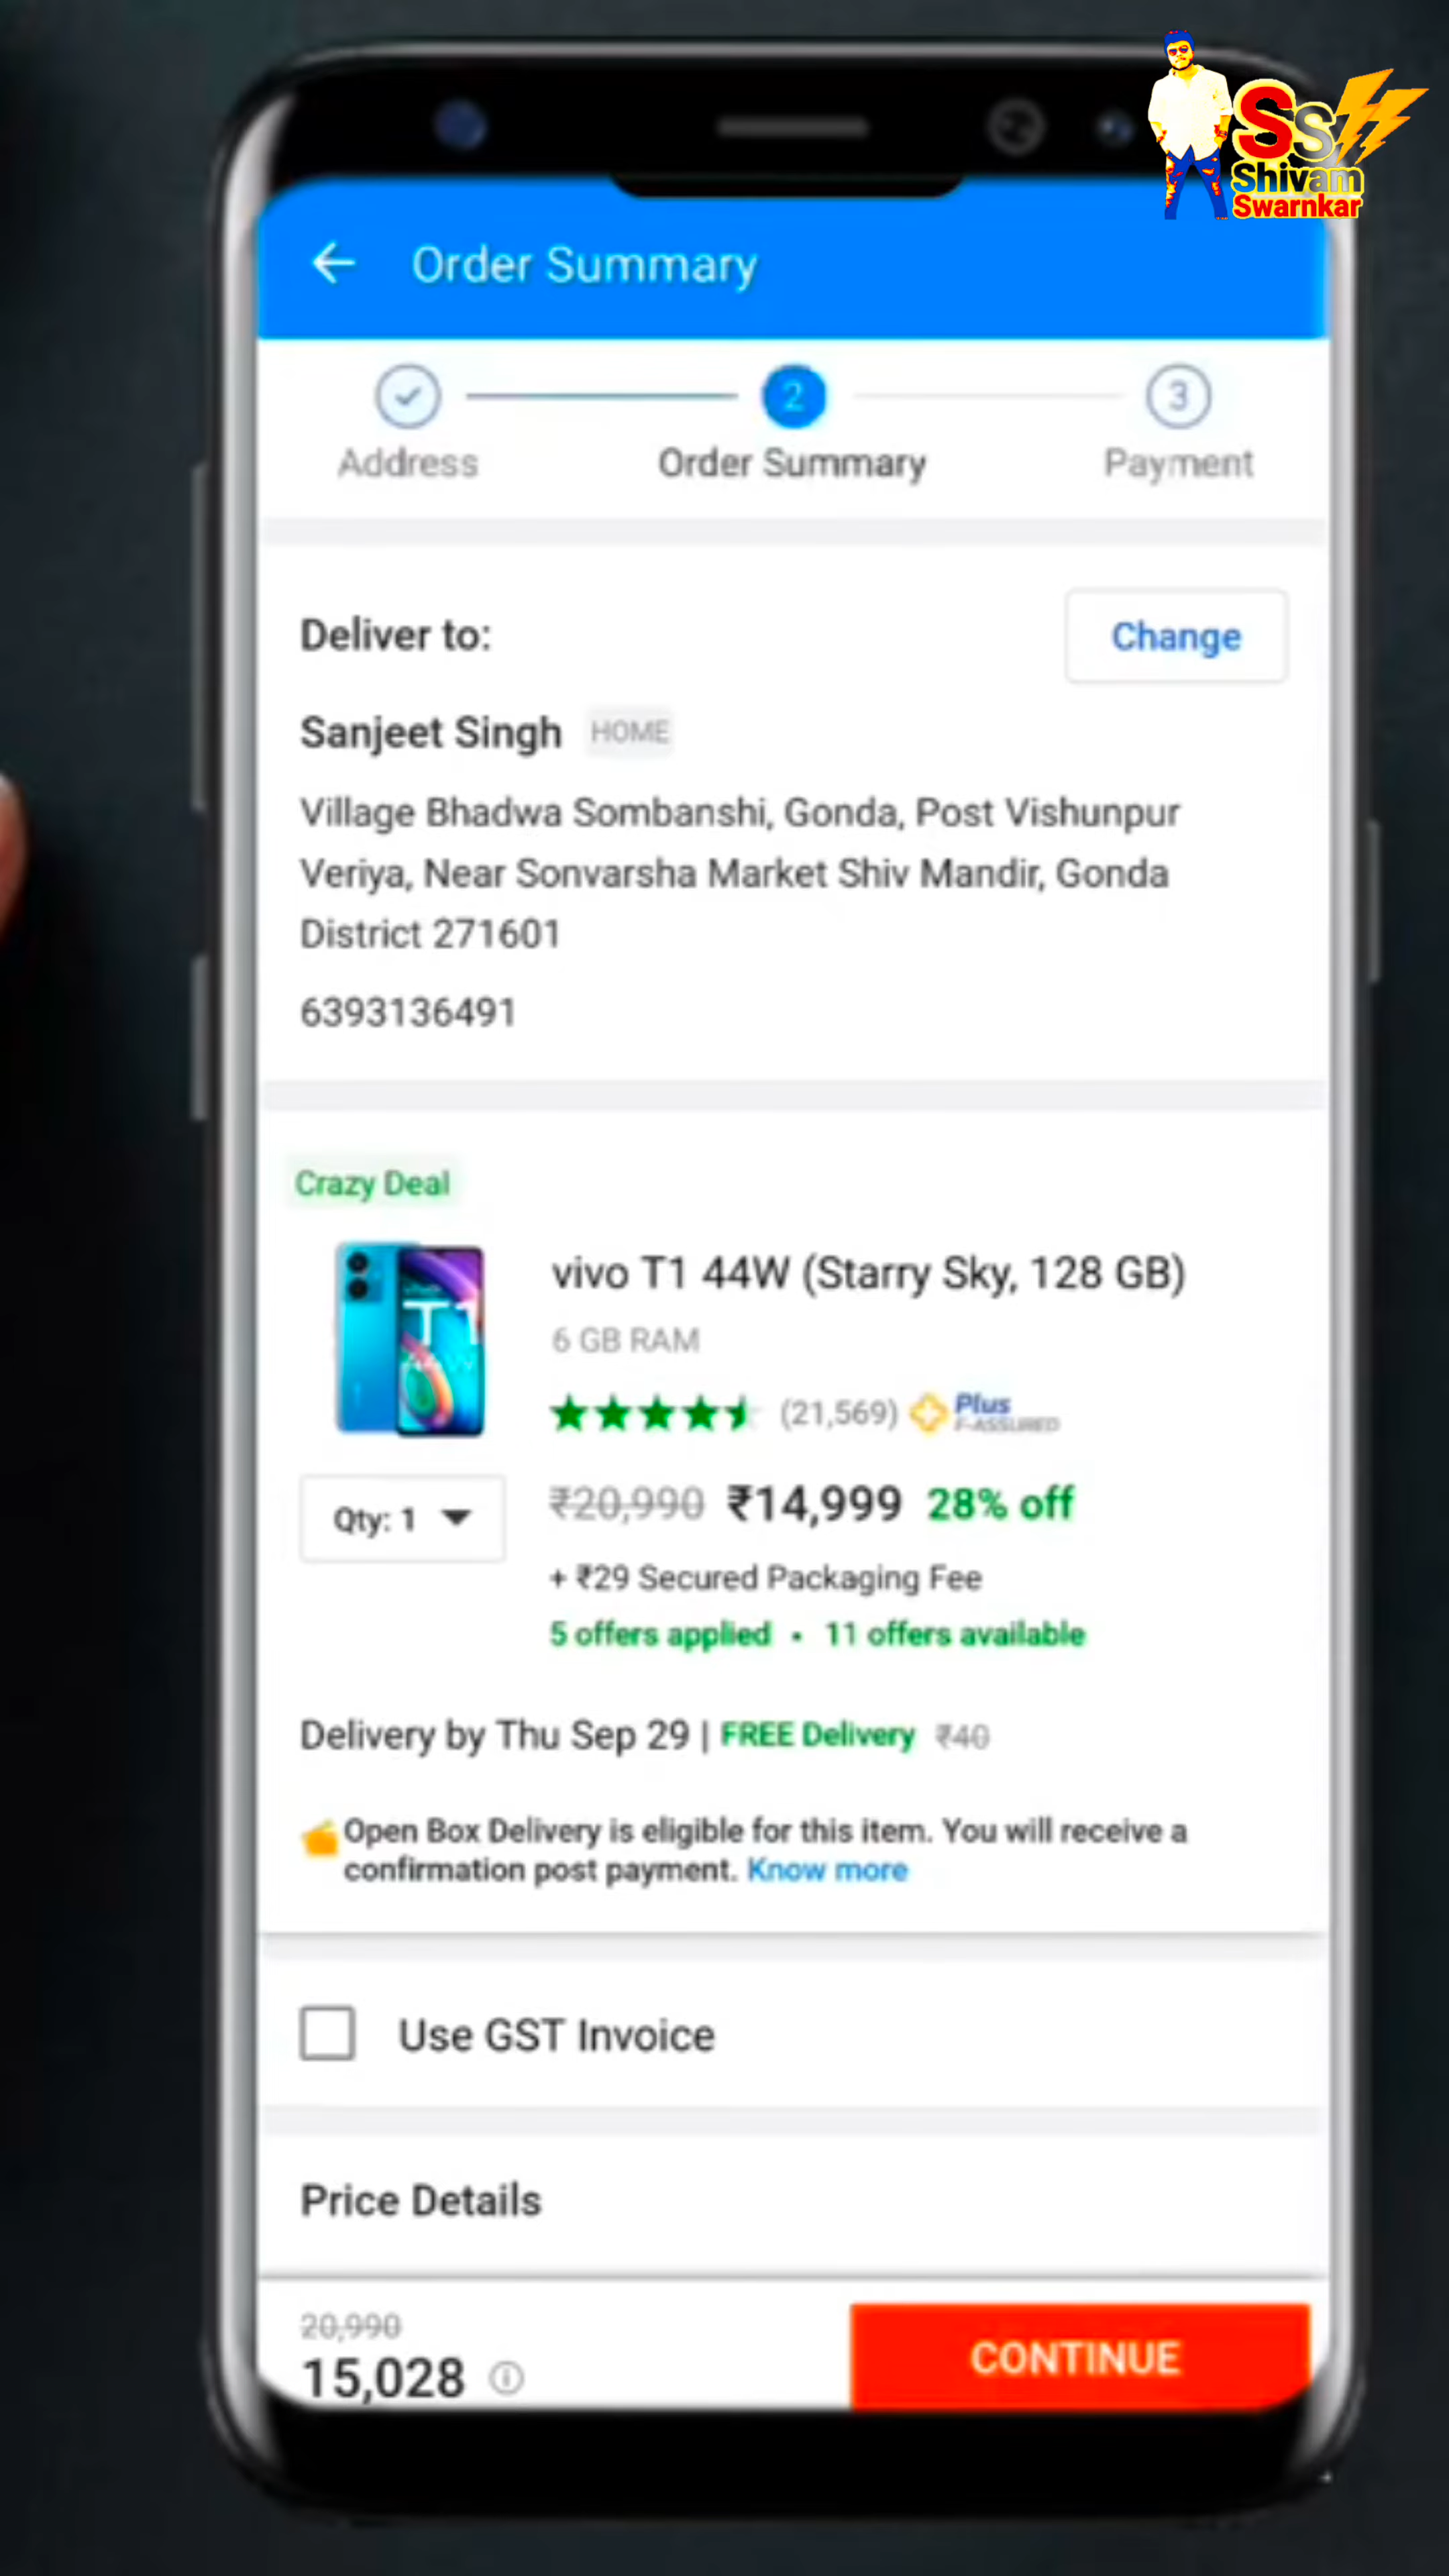 Ss
Shivam
Swarnkar
Order Summary
2
3
Address
Order Summary
Payment
Deliver to:
Change
Sanjeet Singh HOME
Village Bhadwa Sombanshi, Gonda, Post Vishunpur
Veriya, Near Sonvarsha Market Shiv Mandir, Gonda
District 271601
6393136491
Crazy Deal
T1
vivo T1 44W (Starry Sky, 128 GB)
6 GB RAM
(21,569) Plus
F-ASSURED
Qty: 1
₹20,990 ₹14,999 28% off
+ ₹29 Secured Packaging Fee
5 offers applied • 11 offers available
Delivery by Thu Sep 29 | FREE Delivery ₹40
Open Box Delivery is eligible for this item. You will receive a
confirmation post payment. Know more
Use GST Invoice
Price Details
20,990
15,028
CONTINUE